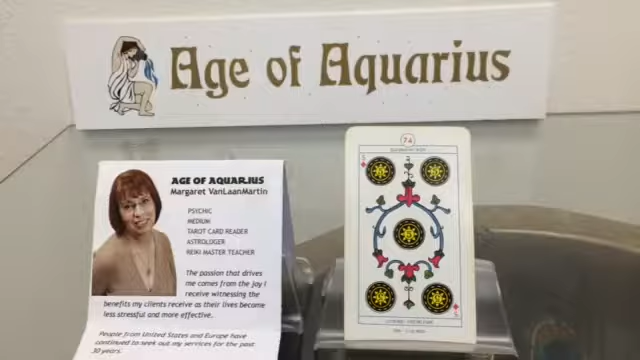 Age of Aquarius
AGE OF AQUARIUS
Margaret VanLaanMartin
PSYCHIC
MEDIUM
TAROT CARD READER
ASTROLOGER
REIKI MASTER TEACHER
The passion that drives
me comes from the joy I
receive witnessing the
benefits my clients receive as their lives become
less stressful and more effective.
People from United States and Europe have
continued to seek out my services for the past
30 years.
74
5
5